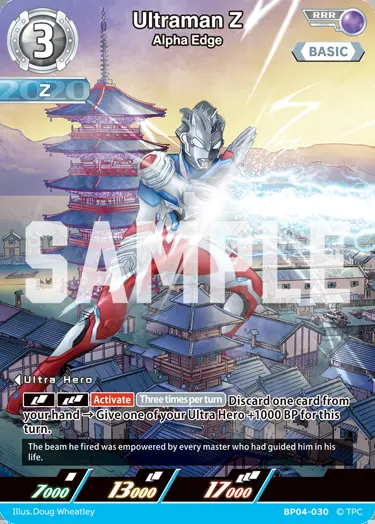 3
Ultraman Z
Alpha Edge
RRR
BASIC
2020
Z
SAMPLE
Ultra Hero
Activate Three times per turn Discard one card from
your hand → Give one of your Ultra Hero +1000 BP for this
turn.
The beam he fired was empowered by every master who had guided him in his
life.
7000 13000 17000
Illus.Doug Wheatley BP04-030 © TPC